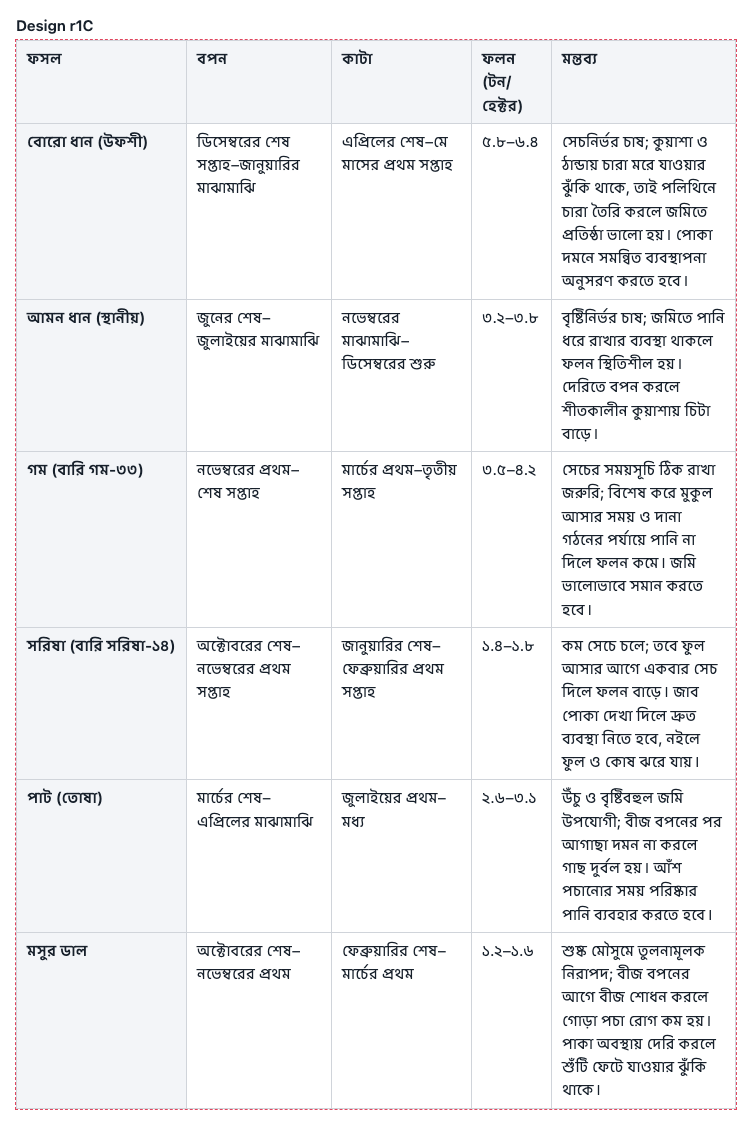 Design r1C
ফসল
বপন
কাটা
ফলন
(টন/
হেক্টর)
মন্তব্য
বোরো ধান (উফশী)
ডিসেম্বরের শেষ
সপ্তাহ–জানুয়ারির
মাঝামাঝি
এপ্রিলের শেষ–মে
মাসের প্রথম সপ্তাহ
৫.৮–৬.৪
সেচনির্ভর চাষ; কুয়াশা ও
ঠান্ডায় চারা মরে যাওয়ার
ঝুঁকি থাকে, তাই পলিথিনে
চারা তৈরি করলে জমিতে
প্রতিষ্ঠা ভালো হয়। পোকা
দমনে সমন্বিত ব্যবস্থাপনা
অনুসরণ করতে হবে।
আমন ধান (স্থানীয়)
জুনের শেষ–
জুলাইয়ের মাঝামাঝি
নভেম্বরের
মাঝামাঝি–
ডিসেম্বরের শুরু
৩.২–৩.৮
বৃষ্টিনির্ভর চাষ; জমিতে পানি
ধরে রাখার ব্যবস্থা থাকলে
ফলন স্থিতিশীল হয়।
দেরিতে বপন করলে
শীতকালীন কুয়াশায় চিটা
বাড়ে।
গম (বারি গম-৩৩)
নভেম্বরের প্রথম–
শেষ সপ্তাহ
মার্চের প্রথম–তৃতীয়
সপ্তাহ
৩.৫–৪.২
সেচের সময়সূচি ঠিক রাখা
জরুরি; বিশেষ করে মুকুল
আসার সময় ও দানা
গঠনের পর্যায়ে পানি না
দিলে ফলন কমে। জমি
ভালোভাবে সমান করতে
হবে।
সরিষা (বারি সরিষা-১৪)
অক্টোবরের শেষ–
নভেম্বরের প্রথম
সপ্তাহ
জানুয়ারির শেষ–
ফেব্রুয়ারির প্রথম
সপ্তাহ
১.৪–১.৮
কম সেচে চলে; তবে ফুল
আসার আগে একবার সেচ
দিলে ফলন বাড়ে। জাব
পোকা দেখা দিলে দ্রুত
ব্যবস্থা নিতে হবে, নইলে
ফুল ও কোষ ঝরে যায়।
পাট (তোষা)
মার্চের শেষ–
এপ্রিলের মাঝামাঝি
জুলাইয়ের প্রথম–
মধ্য
২.৬–৩.১
উঁচু ও বৃষ্টিবহুল জমি
উপযোগী; বীজ বপনের পর
আগাছা দমন না করলে
গাছ দুর্বল হয়। আঁশ
পচানোর সময় পরিষ্কার
পানি ব্যবহার করতে হবে।
মসুর ডাল
অক্টোবরের শেষ–
নভেম্বরের প্রথম
ফেব্রুয়ারির শেষ–
মার্চের প্রথম
১.২–১.৬
শুষ্ক মৌসুমে তুলনামূলক
নিরাপদ; বীজ বপনের
আগে বীজ শোধন করলে
গোড়া পচা রোগ কম হয়।
পাকা অবস্থায় দেরি করলে
শুঁটি ফেটে যাওয়ার ঝুঁকি
থাকে।